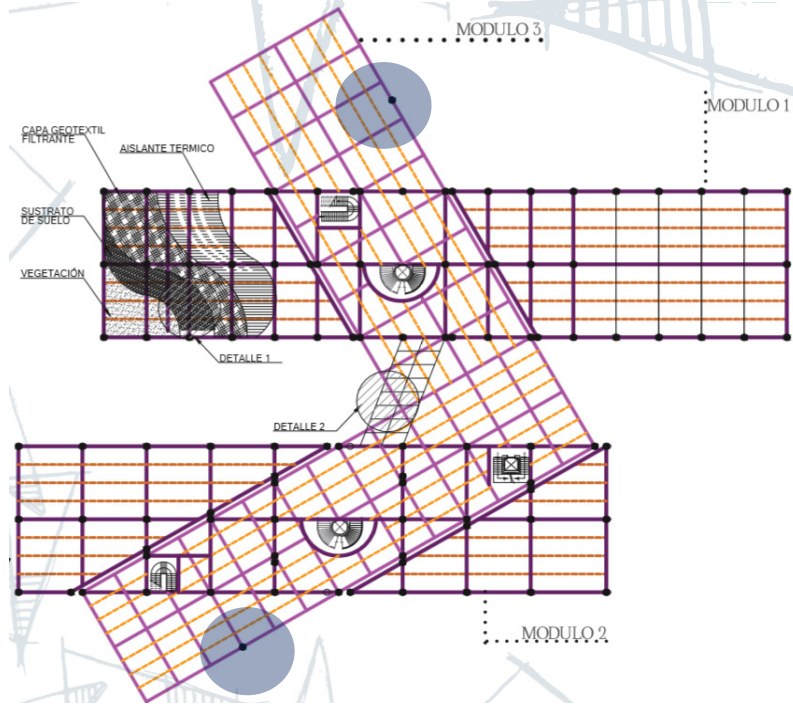 MODULO 3
MODULO 1
CAPA GEOTEXTIL
FILTRANTE
AISLANTE TERMICO
SUSTRATO
DE SUELO
VEGETACIÓN
DETALLE 1
DETALLE 2
MODULO 2